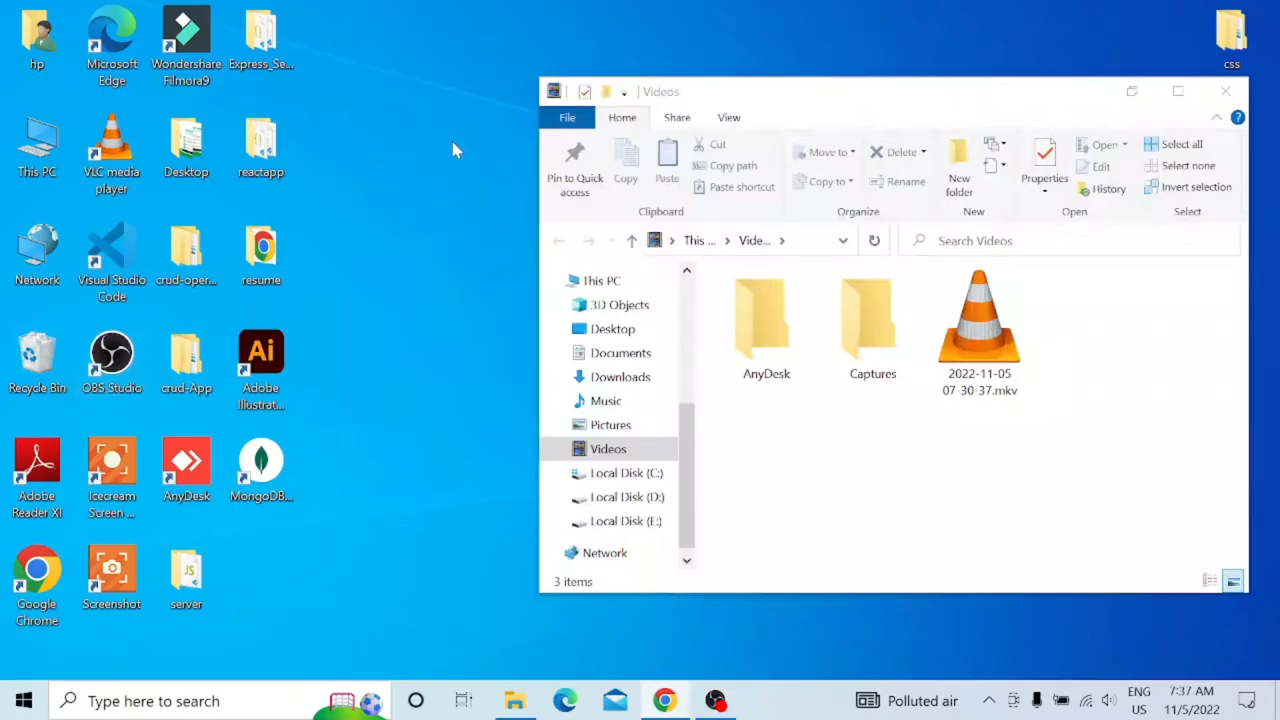 hp
Microsoft
Edge
Wondershare
Filmora9
Express_Se...
css
This PC
VLC media
player
Desktop
reactapp
Network
Visual Studio
Code
crud-oper...
resume
Recycle Bin
OBS Studio
crud-App
Ai
Adobe
Illustrat...
Adobe
Reader XI
Icecream
Screen ...
AnyDesk
MongoDB...
Google
Chrome
Screenshot
JS
server
Videos
File
Home
Share
View
Pin to Quick
access
Copy
Paste
Cut
Copy path
Paste shortcut
Clipboard
Move to
Copy to
Delete
Rename
Organize
New
folder
New
Properties
Open
Edit
History
Open
Select all
Select none
Invert selection
Select
This ...
Vide...
Search Videos
This PC
3D Objects
Desktop
Documents
Downloads
Music
Pictures
Videos
Local Disk (C:)
Local Disk (D:)
Local Disk (E:)
Network
AnyDesk
Captures
2022-11-05
07-30-37.mkv
3 items
Type here to search
Polluted air
ENG
US
7:37 AM
11/5/2022